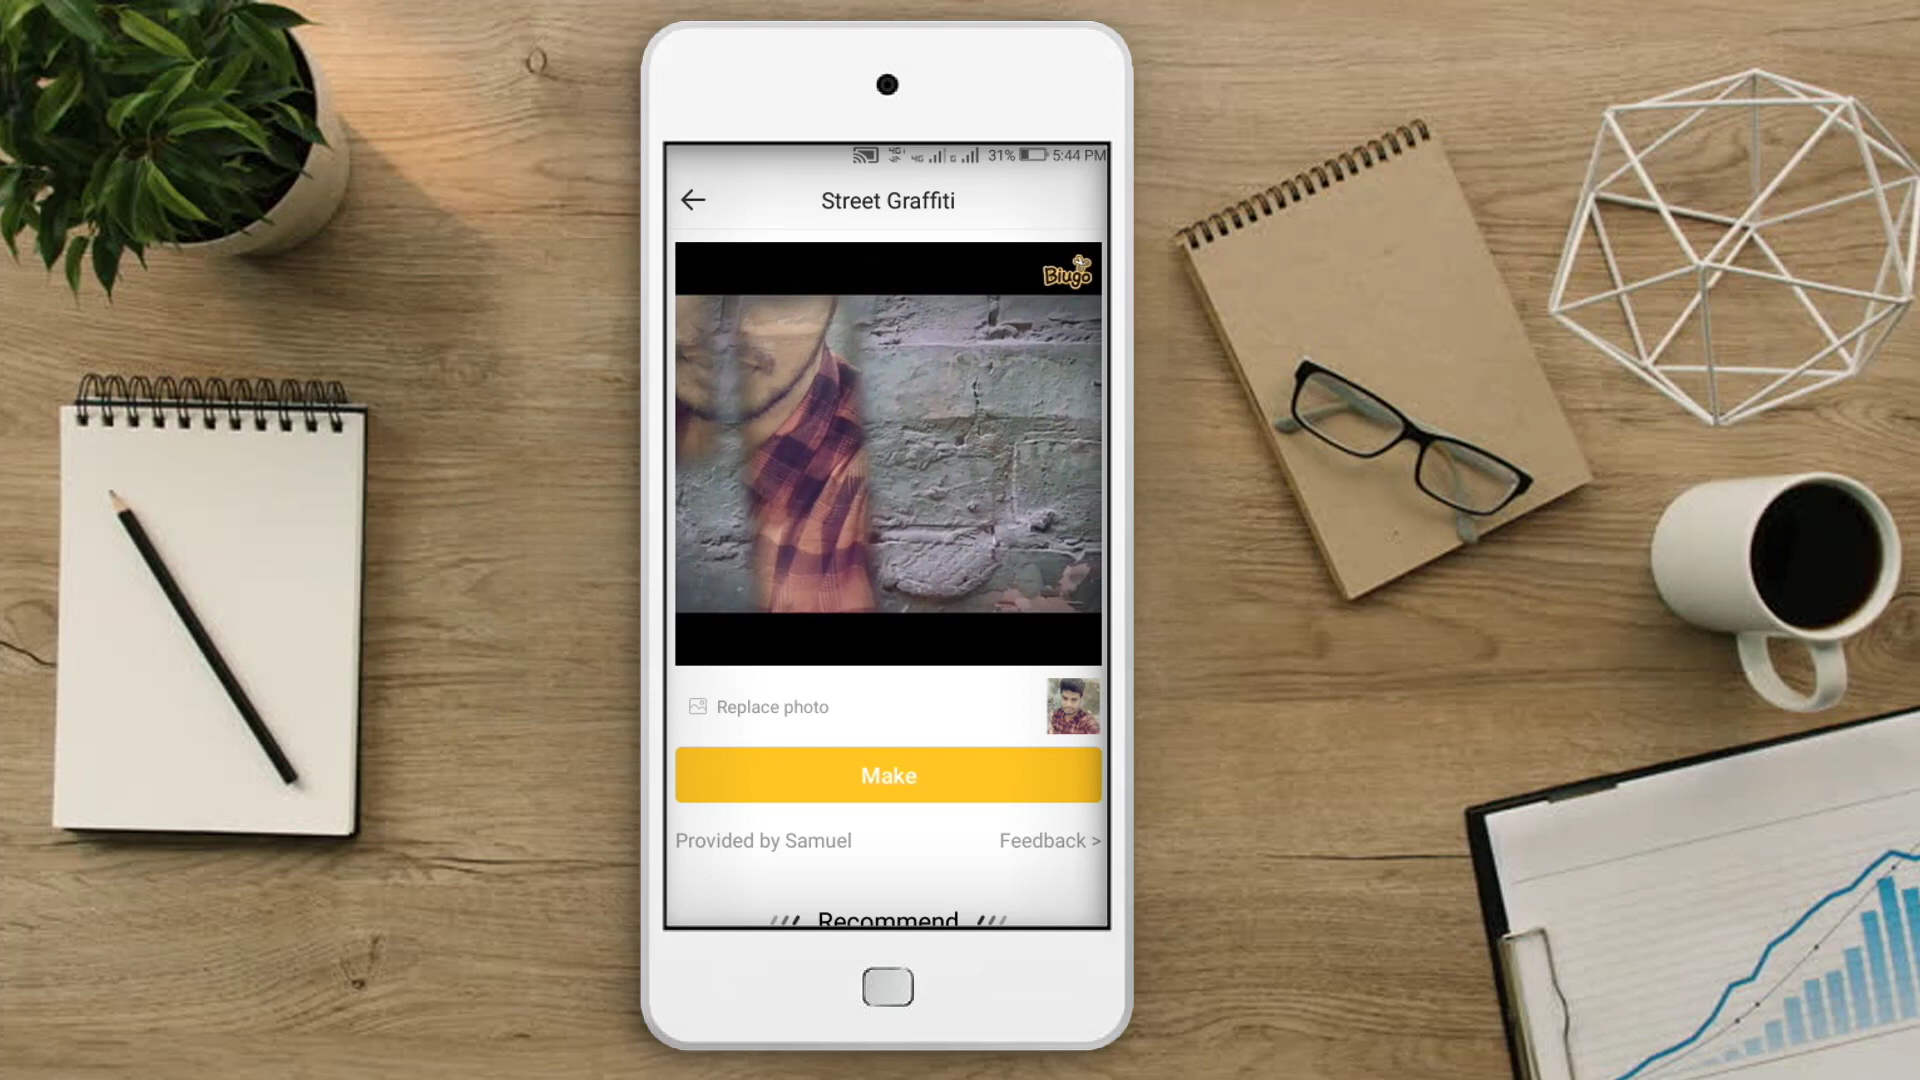 31% 5:44 PM
Street Graffiti
Biugo
Replace photo
Make
Provided by Samuel
Feedback >
Recommend